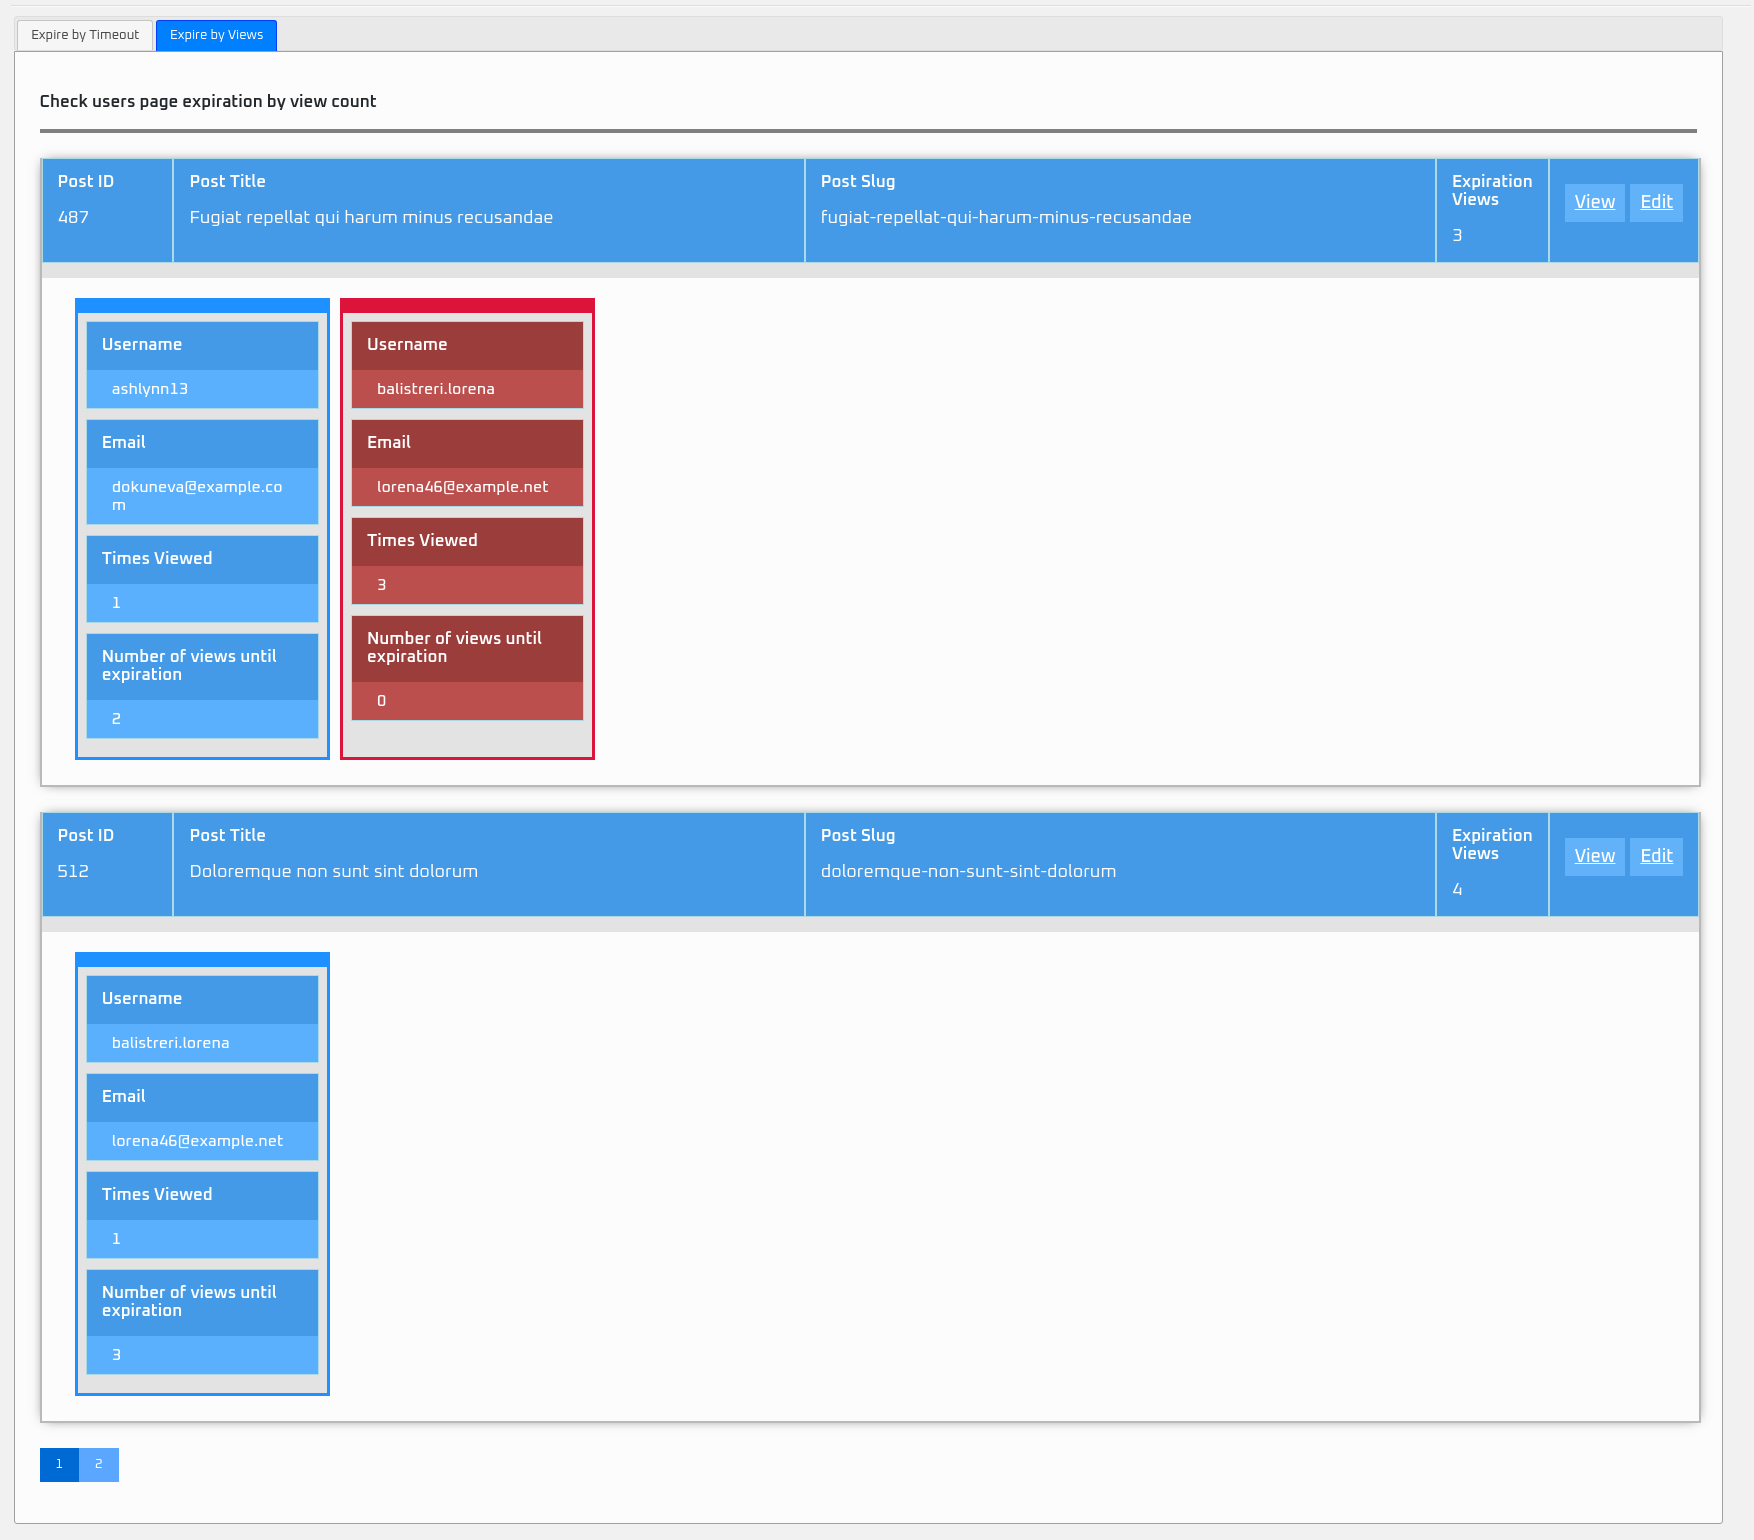 Expire by Timeout
Expire by Views
Check users page expiration by view count
Post ID
487
Post Title
Fugiat repellat qui harum minus recusandae
Post Slug
fugiat-repellat-qui-harum-minus-recusandae
Expiration
Views
3
View
Edit
Username
ashlynn13
Email
dokuneva@example.co
m
Times Viewed
1
Number of views until
expiration
2
Username
balistreri.lorena
Email
lorena46@example.net
Times Viewed
3
Number of views until
expiration
0
Post ID
512
Post Title
Doloremque non sunt sint dolorum
Post Slug
doloremque-non-sunt-sint-dolorum
Expiration
Views
4
View
Edit
Username
balistreri.lorena
Email
lorena46@example.net
Times Viewed
1
Number of views until
expiration
3
1
2